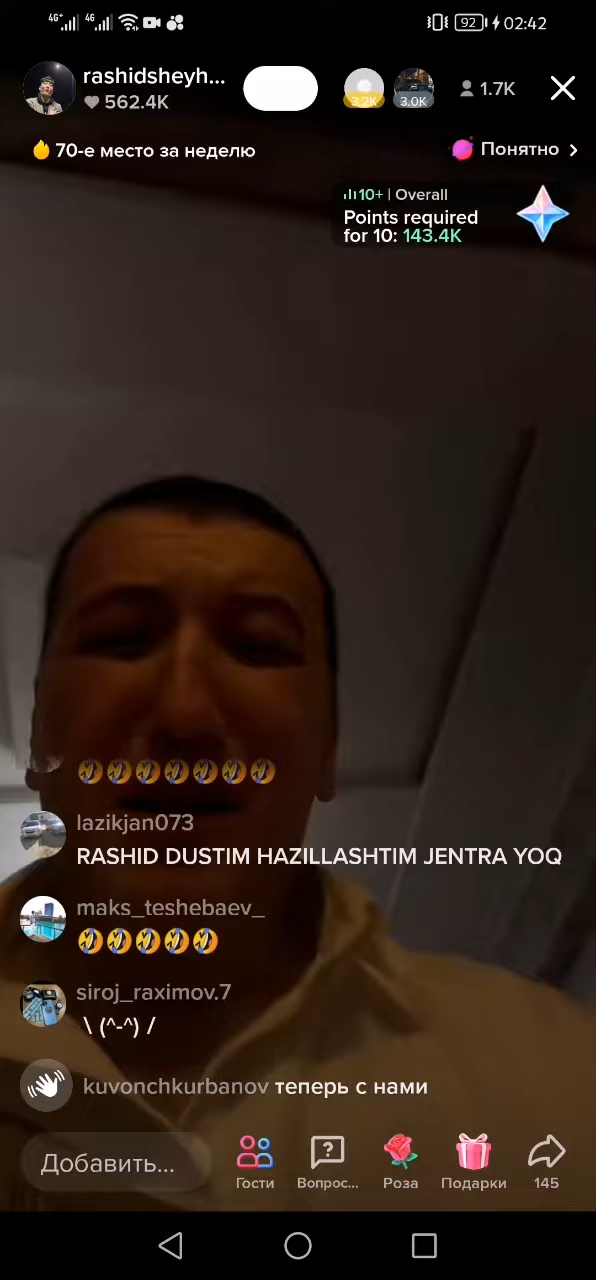 4G+ 4G 92 02:42
rashidsheyh...
562.4K
3.2K 3.0K 1.7K
70-е место за неделю
Понятно
10+ | Overall
Points required
for 10: 143.4K
lazikjan073
RASHID DUSTIM HAZILLASHTIM JENTRA YOQ
maks_teshebaev_
siroj_raximov.7
\ (^-^) /
kuvonchkurbanov теперь с нами
Добавить...
Гости Вопрос... Роза Подарки 145